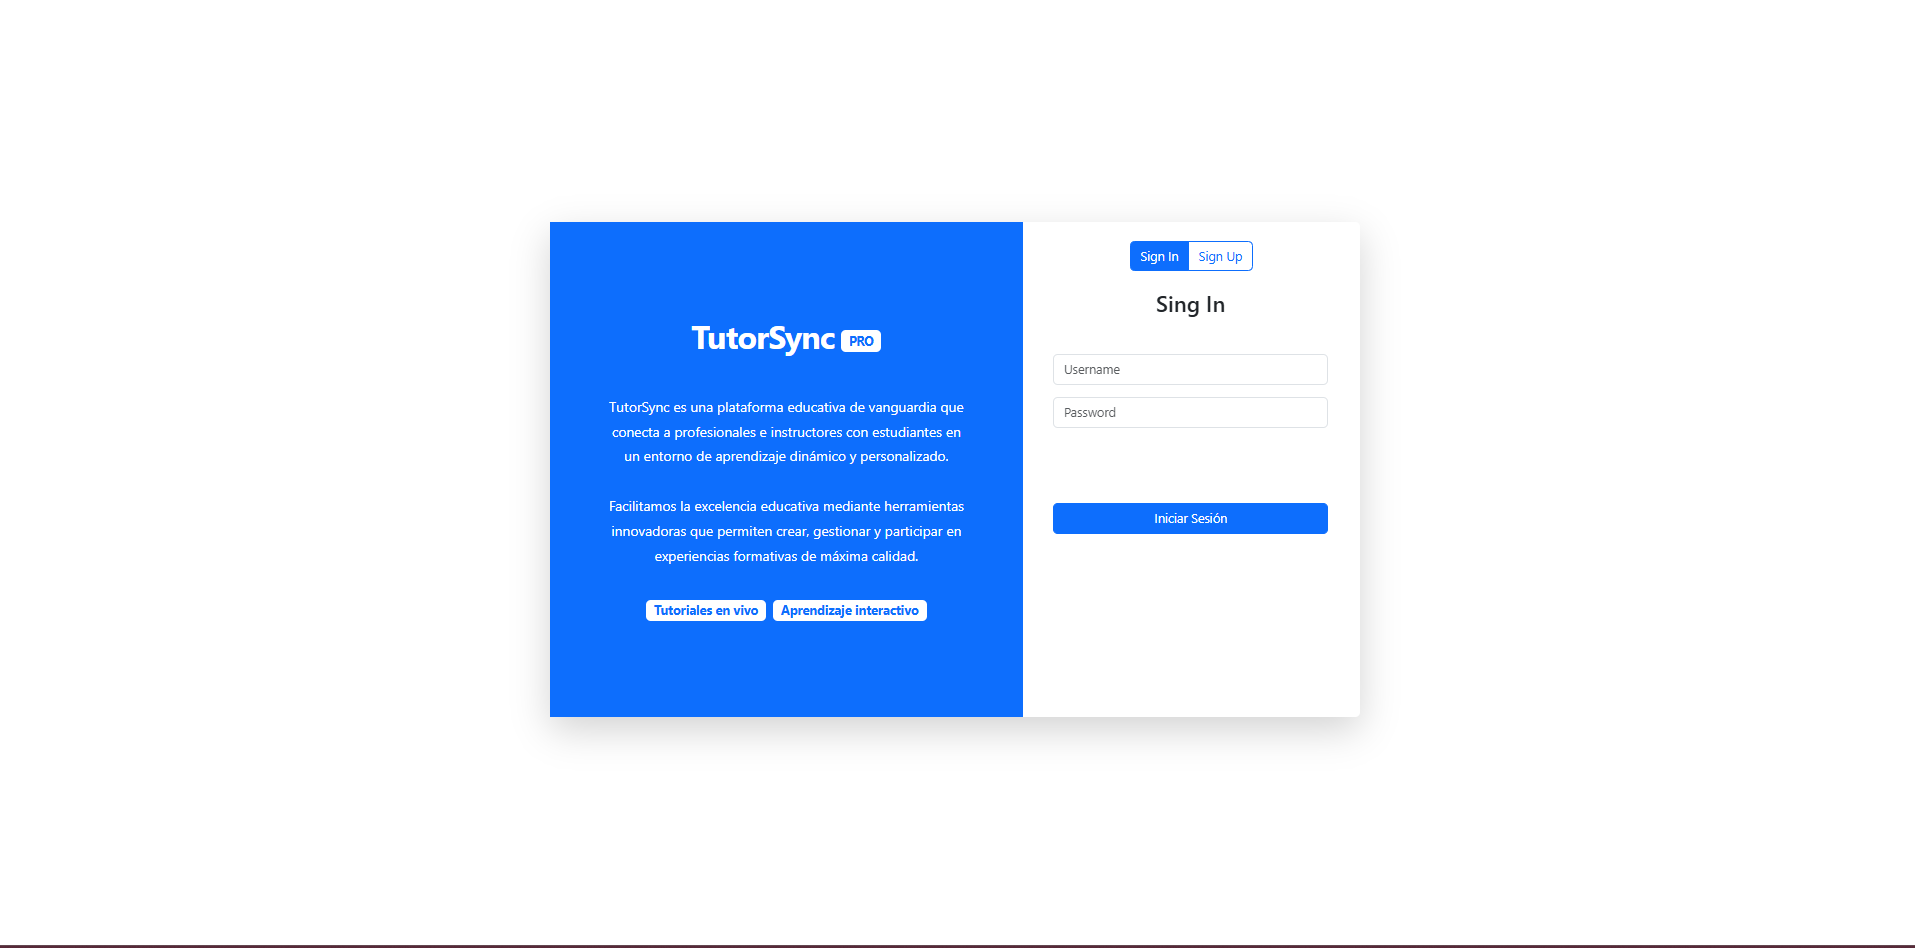 TutorSync PRO
TutorSync es una plataforma educativa de vanguardia que
conecta a profesionales e instructores con estudiantes en
un entorno de aprendizaje dinámico y personalizado.
Facilitamos la excelencia educativa mediante herramientas
innovadoras que permiten crear, gestionar y participar en
experiencias formativas de máxima calidad.
Tutoriales en vivo Aprendizaje interactivo
Sign In Sign Up
Sing In
Username
Password
Iniciar Sesión